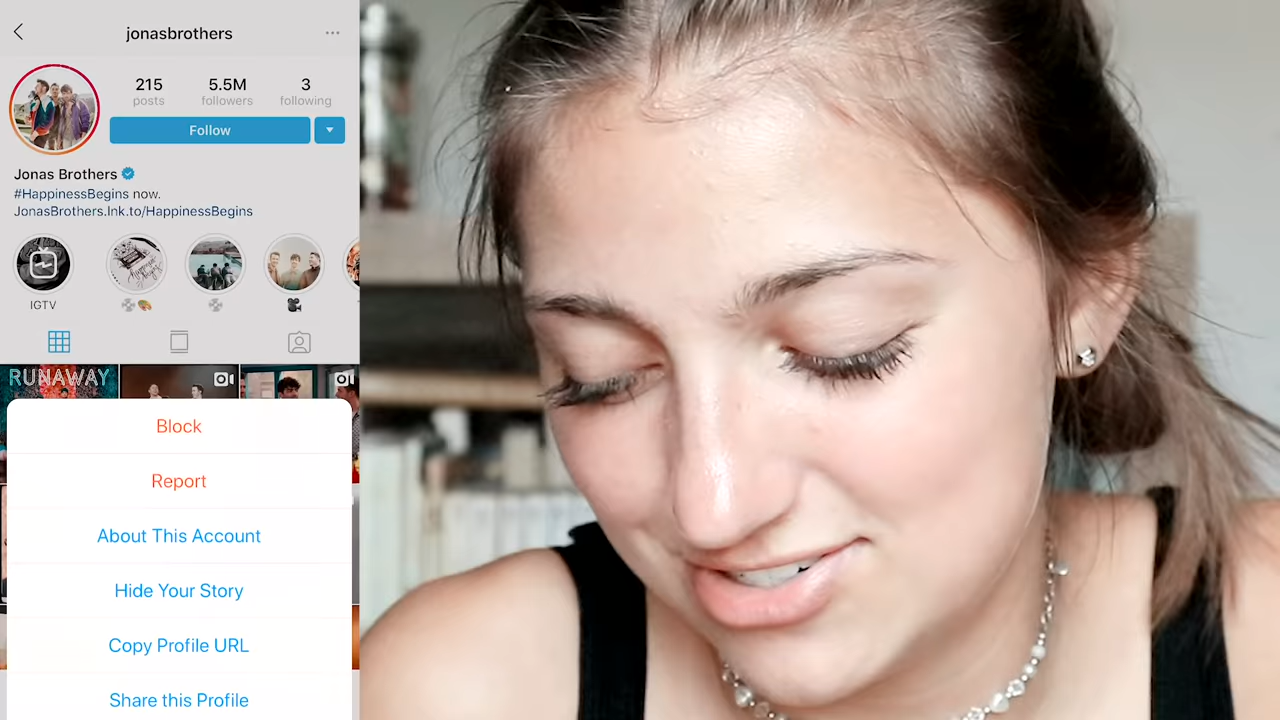 jonasbrothers
215 5.5M 3
posts followers following
Follow
Jonas Brothers
#HappinessBegins now.
JonasBrothers.lnk.to/HappinessBegins
IGTV
RUNAWAY
Block
Report
About This Account
Hide Your Story
Copy Profile URL
Share this Profile